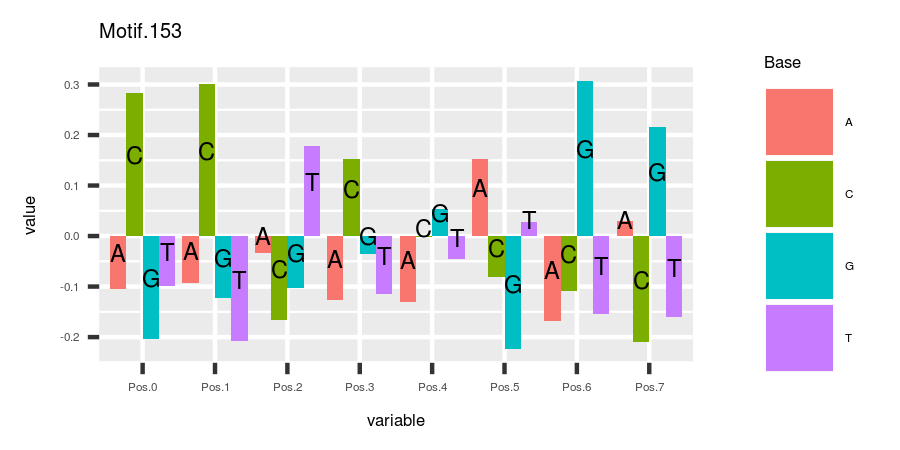 Motif.153
Base
0.3
0.2
0.1
0.0
-0.1
-0.2
value
A C G T A C G T A C G T A C G T A C G T A C G T A C G T A C G T
Pos.0 Pos.1 Pos.2 Pos.3 Pos.4 Pos.5 Pos.6 Pos.7
variable
A
C
G
T